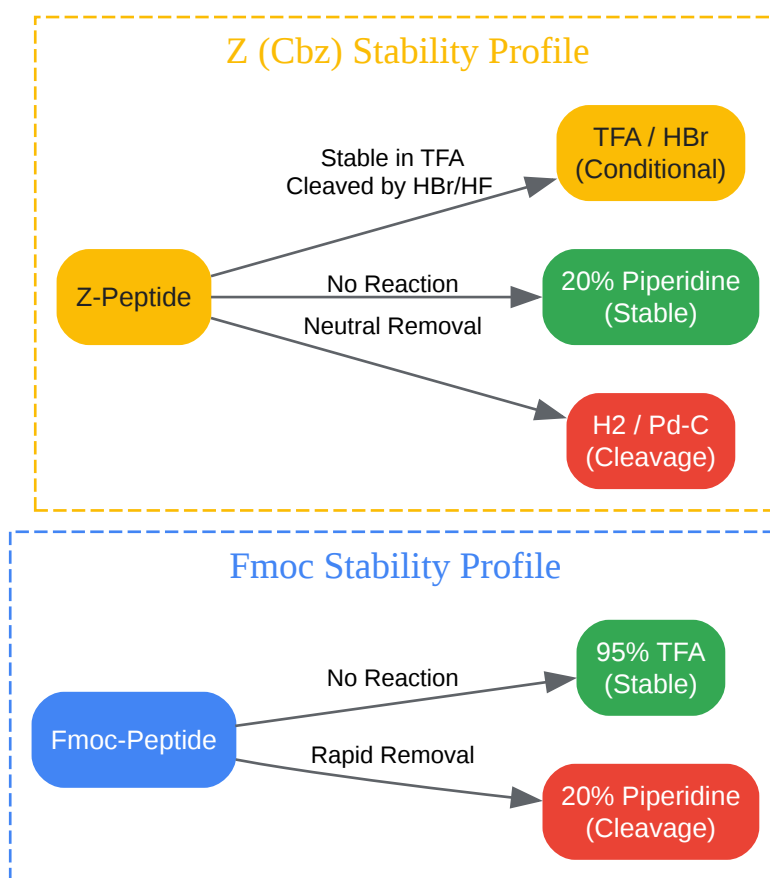 Z (Cbz) Stability Profile
TFA / HBr
(Conditional)
Stable in TFA
Cleaved by HBr/HF
Z-Peptide
No Reaction
20% Piperidine
(Stable)
Neutral Removal
H2 / Pd-C
(Cleavage)
Fmoc Stability Profile
95% TFA
(Stable)
No Reaction
Fmoc-Peptide
Rapid Removal
20% Piperidine
(Cleavage)